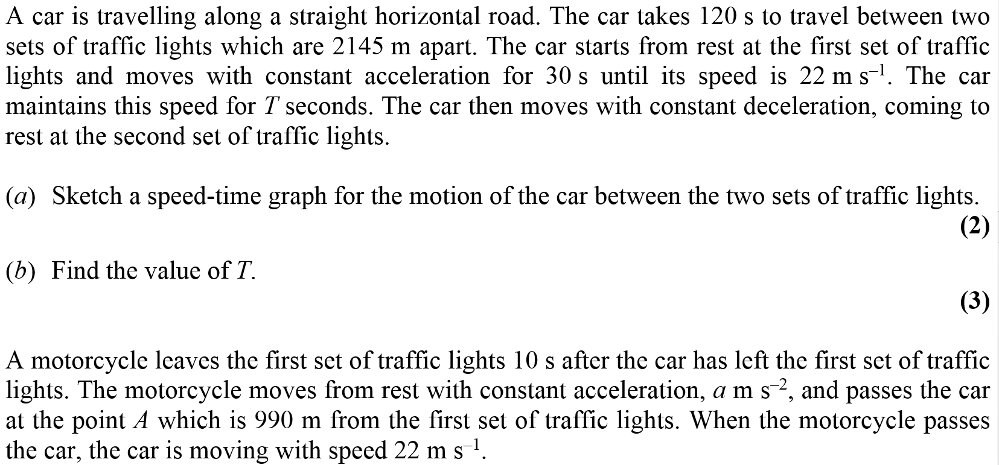 A car is travelling along a straight horizontal road. The car takes 120 s to travel between two
sets of traffic lights which are 2145 m apart. The car starts from rest at the first set of traffic
lights and moves with constant acceleration for 30 s until its speed is 22 m s⁻¹. The car
maintains this speed for T seconds. The car then moves with constant deceleration, coming to
rest at the second set of traffic lights.
(a) Sketch a speed-time graph for the motion of the car between the two sets of traffic lights.
(2)
(b) Find the value of T.
(3)
A motorcycle leaves the first set of traffic lights 10 s after the car has left the first set of traffic
lights. The motorcycle moves from rest with constant acceleration, a m s⁻², and passes the car
at the point A which is 990 m from the first set of traffic lights. When the motorcycle passes
the car, the car is moving with speed 22 m s⁻¹.